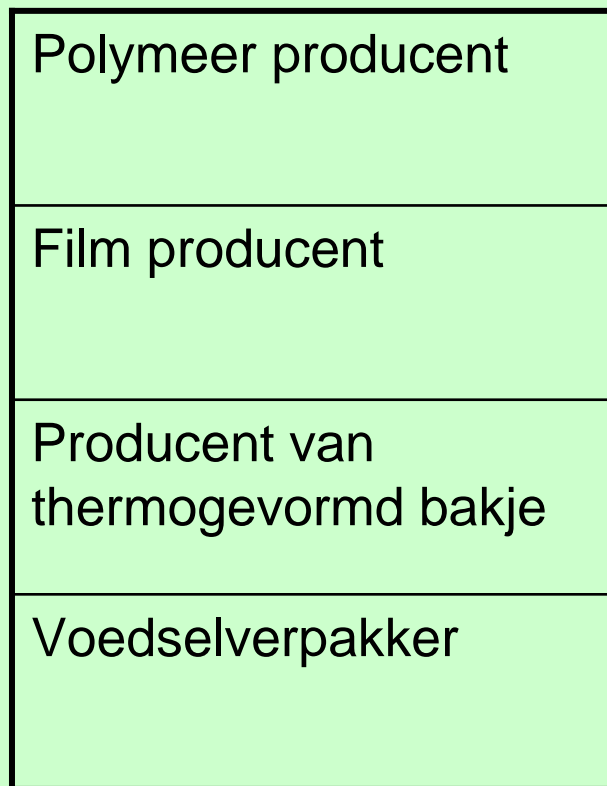 Polymeer producent
Film producent
Producent van
thermogevormd bakje
Voedselverpakker